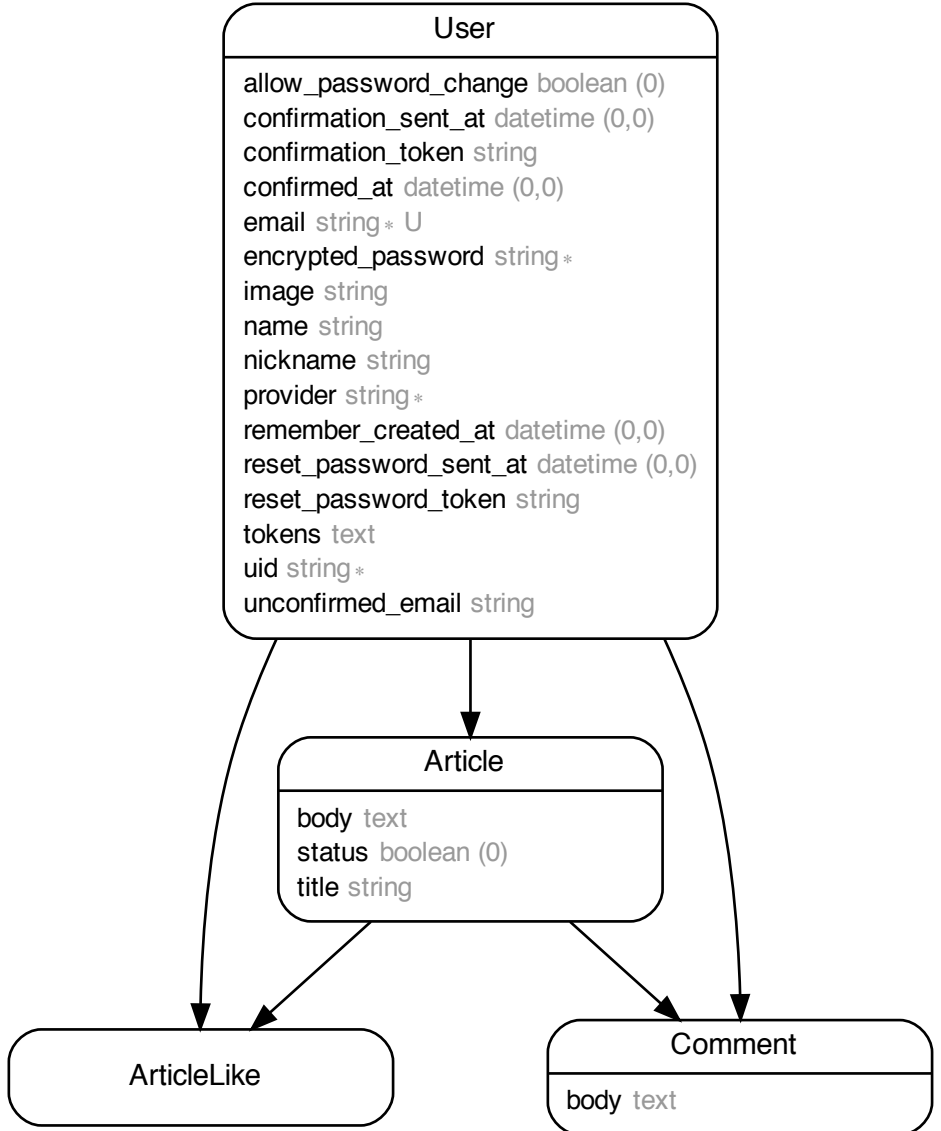 User
allow_password_change boolean (0)
confirmation_sent_at datetime (0,0)
confirmation_token string
confirmed_at datetime (0,0)
email string* U
encrypted_password string*
image string
name string
nickname string
provider string*
remember_created_at datetime (0,0)
reset_password_sent_at datetime (0,0)
reset_password_token string
tokens text
uid string*
unconfirmed_email string
Article
body text
status boolean (0)
title string
ArticleLike
Comment
body text